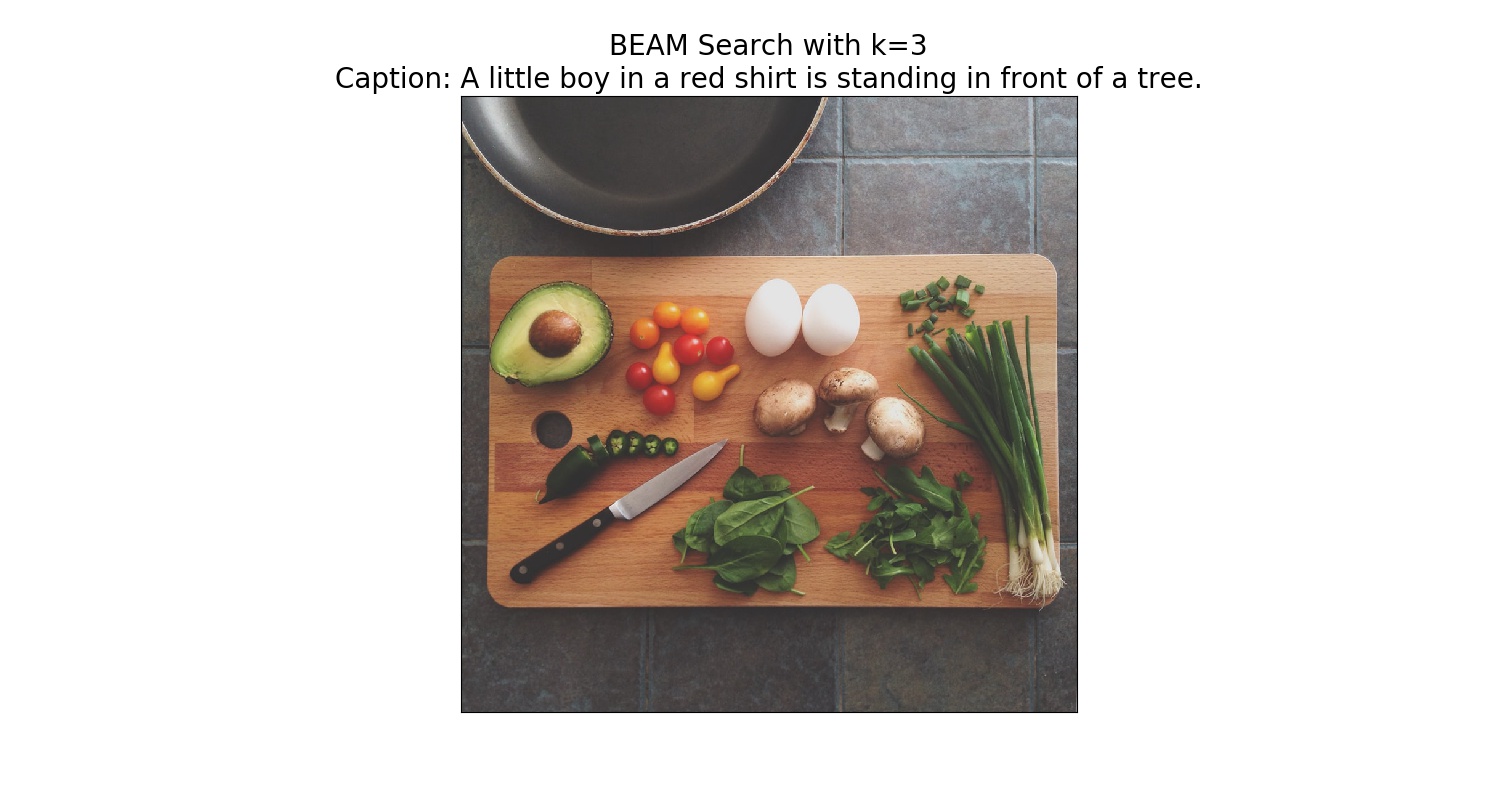 BEAM Search with k=3
Caption: A little boy in a red shirt is standing in front of a tree.